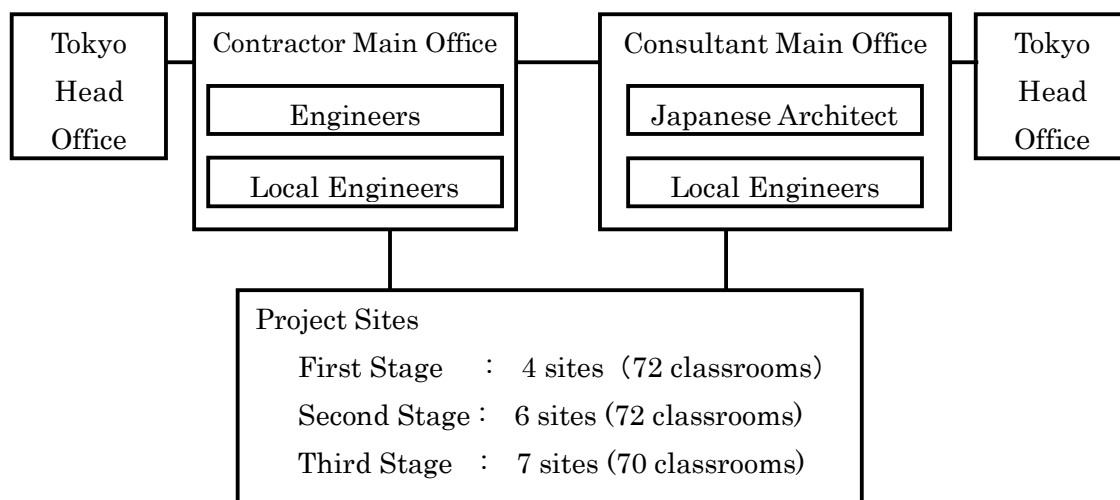 Tokyo
Head
Office
Contractor Main Office
Engineers
Local Engineers
Consultant Main Office
Japanese Architect
Local Engineers
Tokyo
Head
Office
Project Sites
First Stage : 4 sites (72 classrooms)
Second Stage : 6 sites (72 classrooms)
Third Stage : 7 sites (70 classrooms)